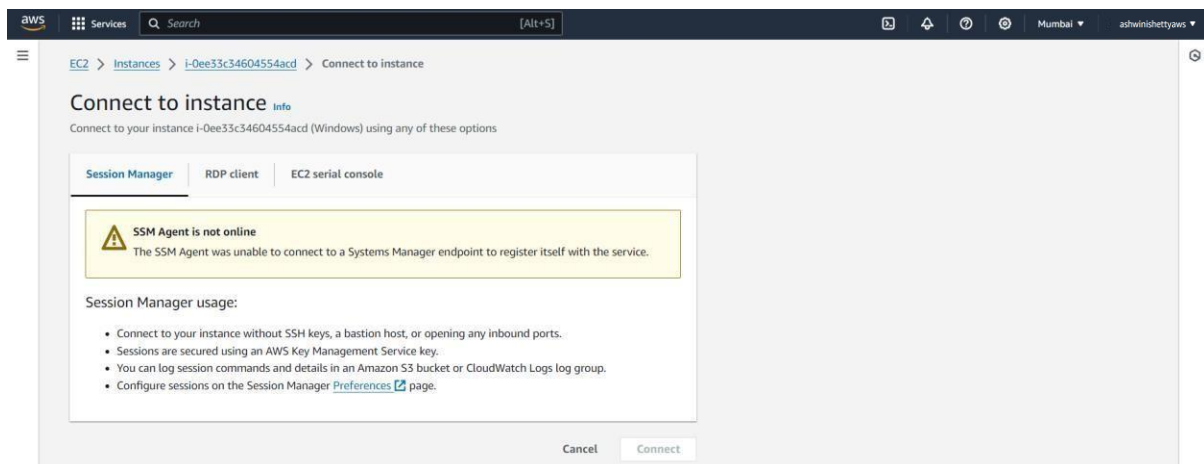 aws Services Search [Alt+S] Mumbai ▼ ashwinishettyaws ▼
EC2 > Instances > i-0ee33c34604554acd > Connect to instance
Connect to instance Info
Connect to your instance i-0ee33c34604554acd (Windows) using any of these options
Session Manager RDP client EC2 serial console
SSM Agent is not online
The SSM Agent was unable to connect to a Systems Manager endpoint to register itself with the service.
Session Manager usage:
• Connect to your instance without SSH keys, a bastion host, or opening any inbound ports.
• Sessions are secured using an AWS Key Management Service key.
• You can log session commands and details in an Amazon S3 bucket or CloudWatch Logs log group.
• Configure sessions on the Session Manager Preferences page.
Cancel Connect